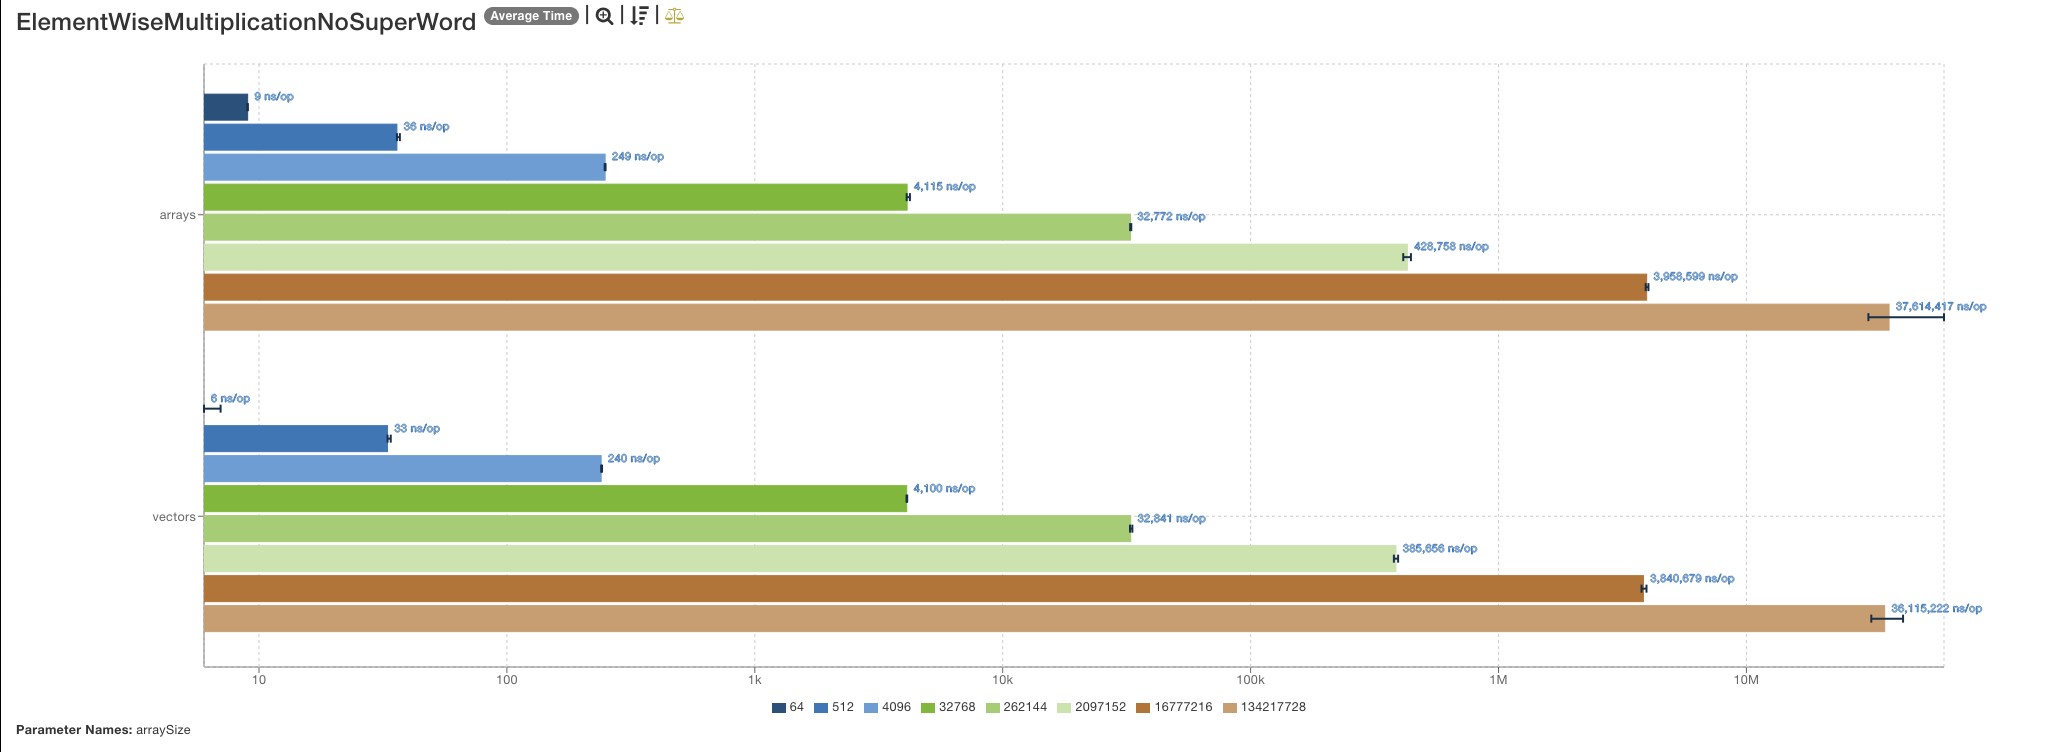 ElementWiseMultiplicationNoSuperWord Average Time
9 ns/op
36 ns/op
249 ns/op
4,115 ns/op
arrays
32,772 ns/op
428,758 ns/op
3,958,599 ns/op
37,614,417 ns/op
6 ns/op
33 ns/op
240 ns/op
4,100 ns/op
vectors
32,841 ns/op
385,656 ns/op
3,840,679 ns/op
36,115,222 ns/op
10 100 1k 10k 100k 1M 10M
64 512 4096 32768 262144 2097152 16777216 134217728
Parameter Names: arraySize